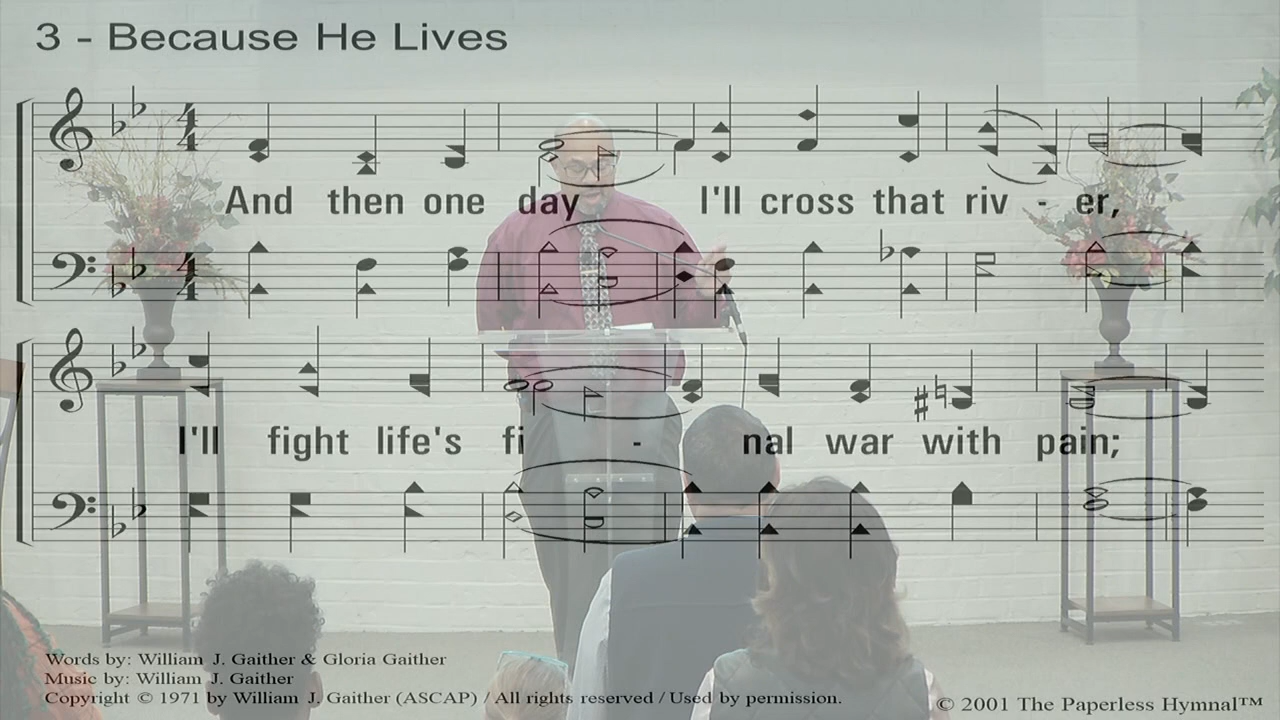 3 - Because He Lives
And then one day I'll cross that riv - er,
I'll fight life's fi - nal war with pain;
Words by: William J. Gaither & Gloria Gaither
Music by: William J. Gaither
Copyright © 1971 by William J. Gaither (ASCAP) / All rights reserved / Used by permission.
© 2001 The Paperless Hymnal™